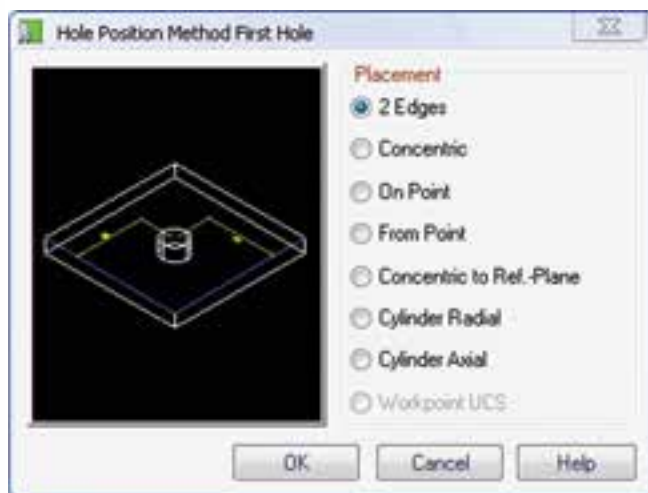 Hole Position Method First Hole
Placement
2 Edges
Concentric
On Point
From Point
Concentric to Ref.-Plane
Cylinder Radial
Cylinder Axial
Workpoint UCS
OK
Cancel
Help